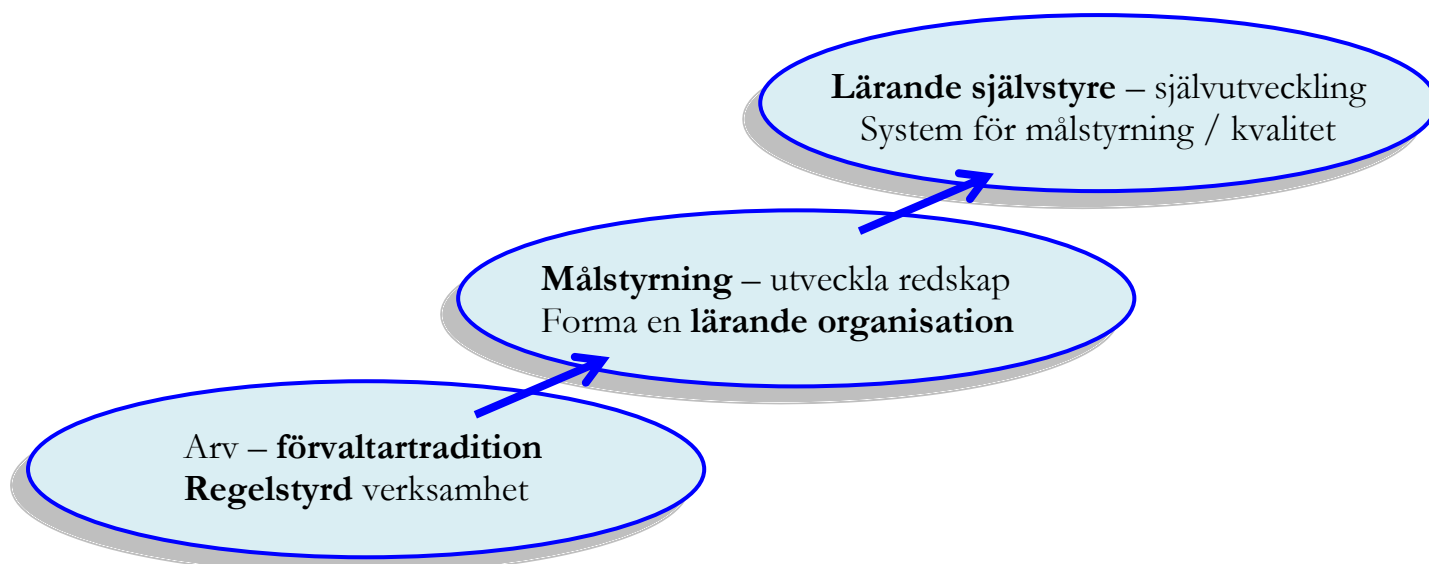 Lärande självstyre – självutveckling
System för målstyrning / kvalitet
Målstyrning – utveckla redskap
Forma en lärande organisation
Arv – förvaltartradition
Regelstyrd verksamhet